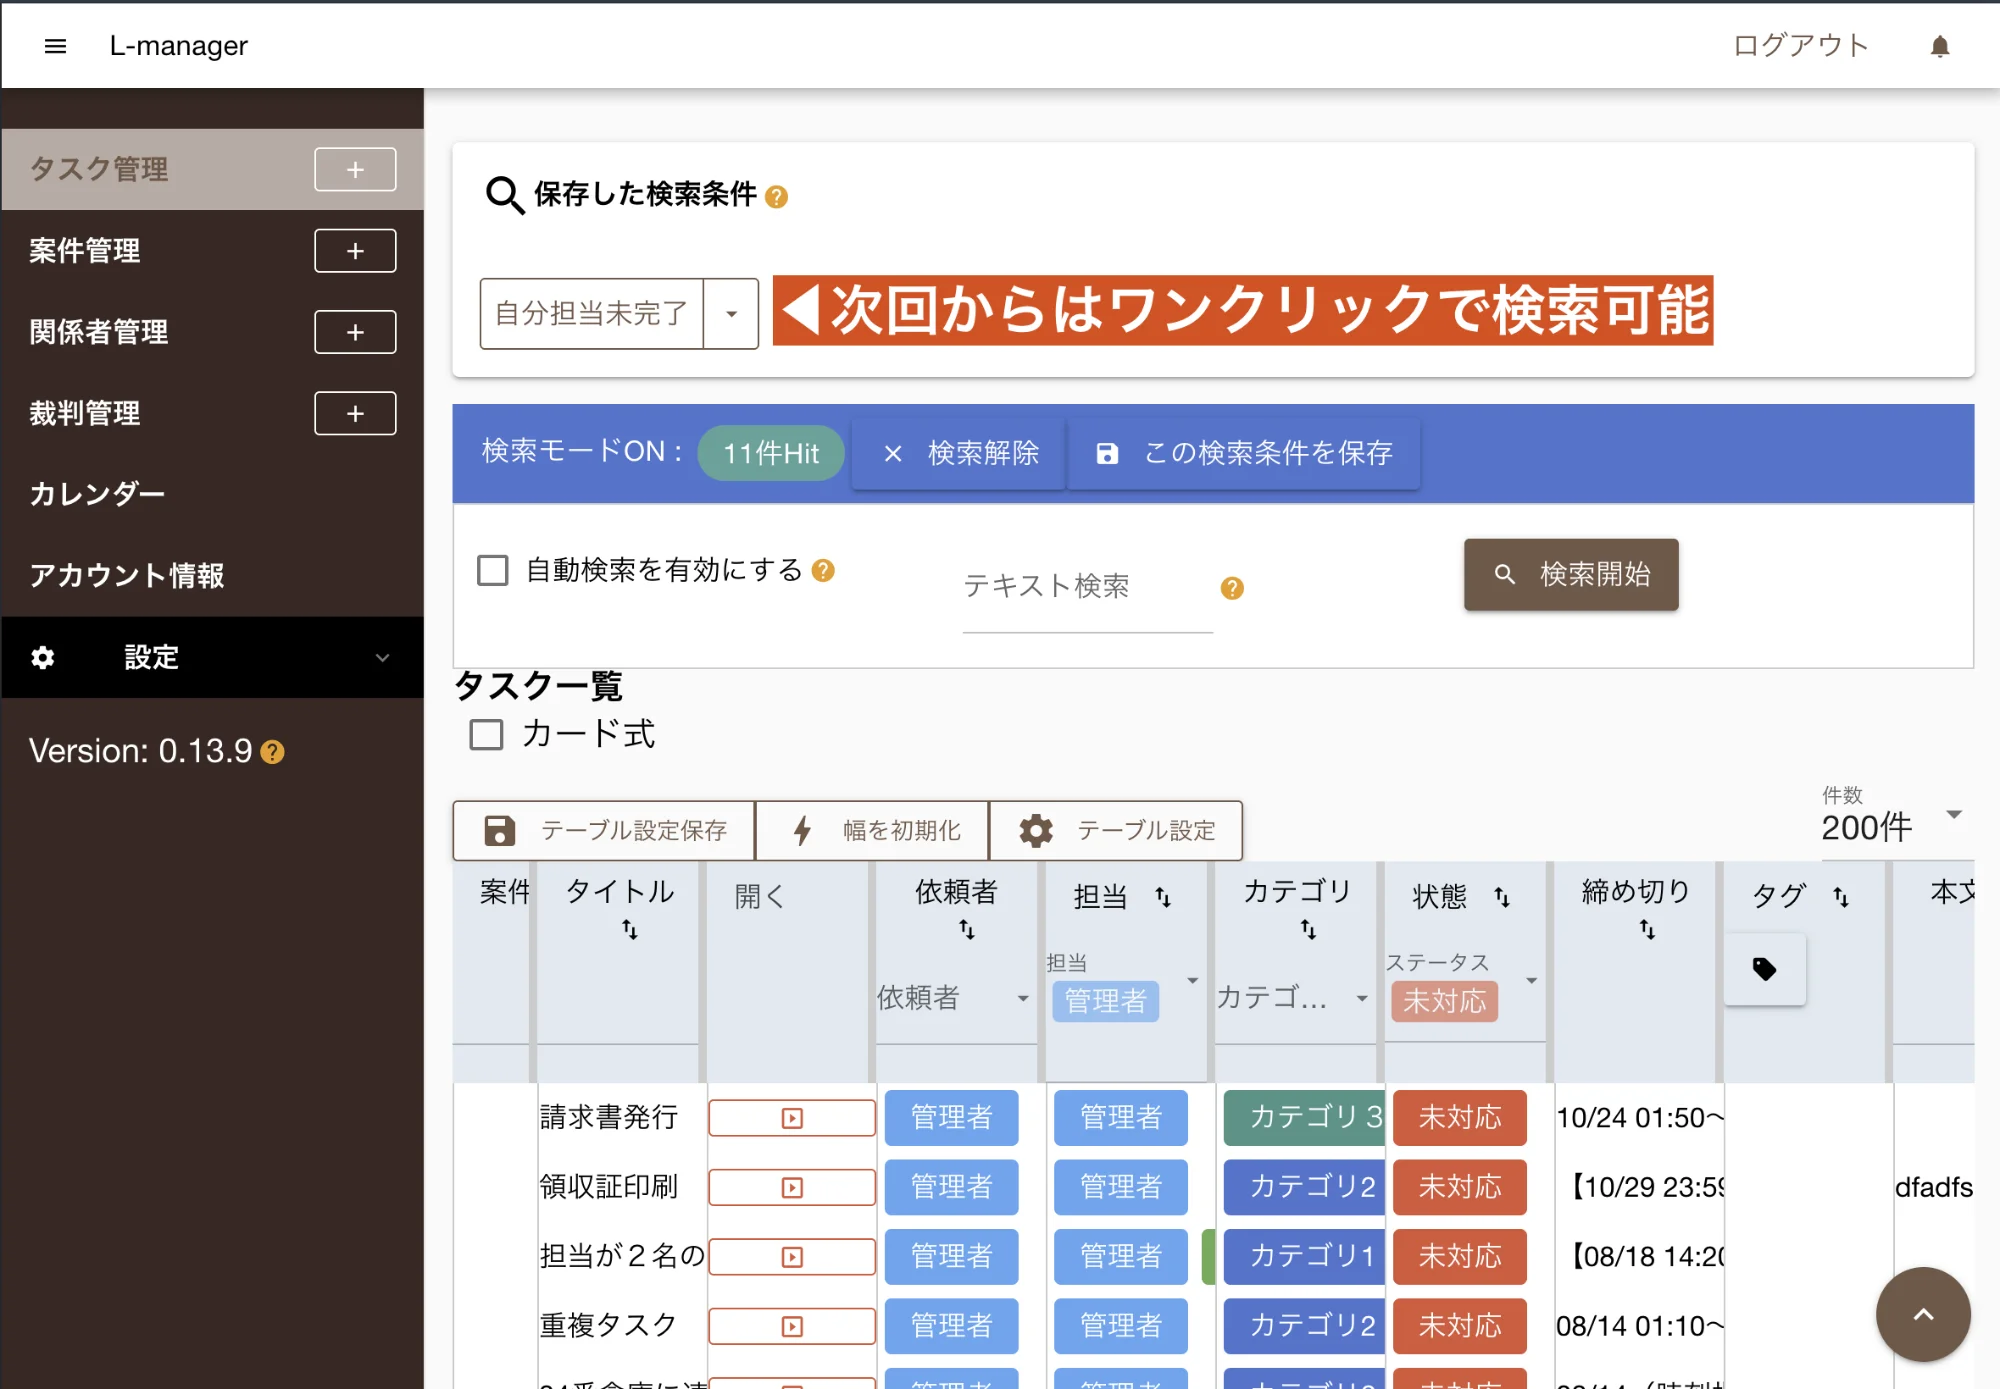 L-manager
ログアウト
タスク管理
案件管理
関係者管理
裁判管理
カレンダー
アカウント情報
設定
Version: 0.13.9
保存した検索条件
自分担当未完了
◀次回からはワンクリックで検索可能
検索モードON : 11件Hit × 検索解除 この検索条件を保存
自動検索を有効にする
テキスト検索
検索開始
タスク一覧
カード式
件数
200件
テーブル設定保存 幅を初期化 テーブル設定
案件 タイトル 開く 依頼者 担当 カテゴリ 状態 締め切り タグ 本文
担当 ステータス
依頼者 管理者 カテゴ… 未対応
請求書発行 管理者 管理者 カテゴリ３ 未対応 10/24 01:50〜
領収証印刷 管理者 管理者 カテゴリ2 未対応 【10/29 23:59 dfadfs
担当が２名の 管理者 管理者 カテゴリ1 未対応 【08/18 14:20
重複タスク 管理者 管理者 カテゴリ2 未対応 08/14 01:10〜
管理者 管理者 未対応